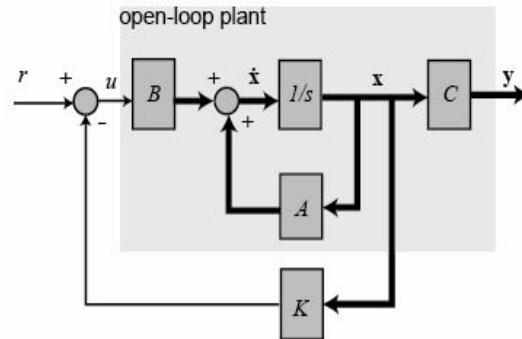 open-loop plant
r + u B + ẋ 1/s x C y
- +
A
K